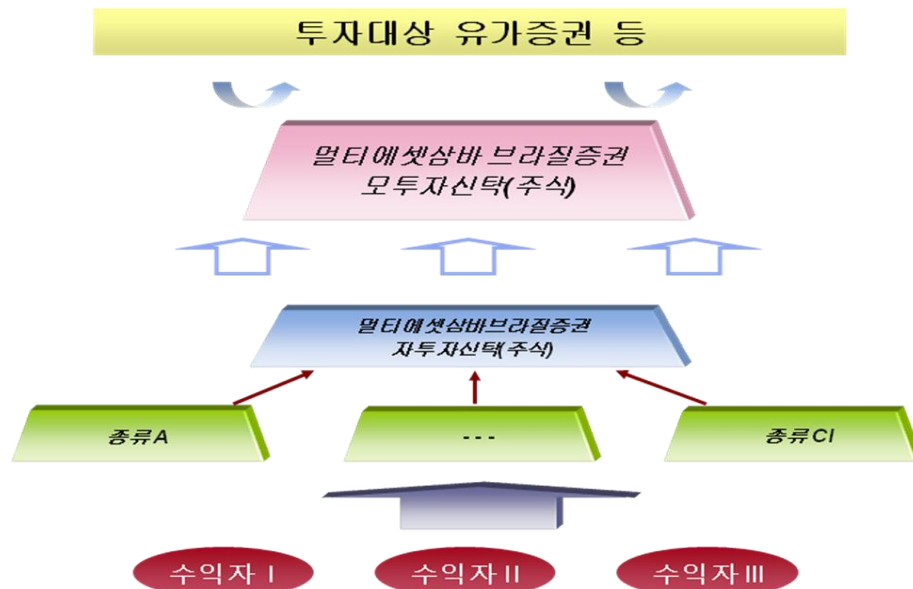 투자대상 유가증권 등
멀티에셋삼바 브라질증권
모투자신탁(주식)
멀티에셋삼바브라질증권
자투자신탁(주식)
종류A
---
종류CI
수익자 I
수익자 II
수익자 III